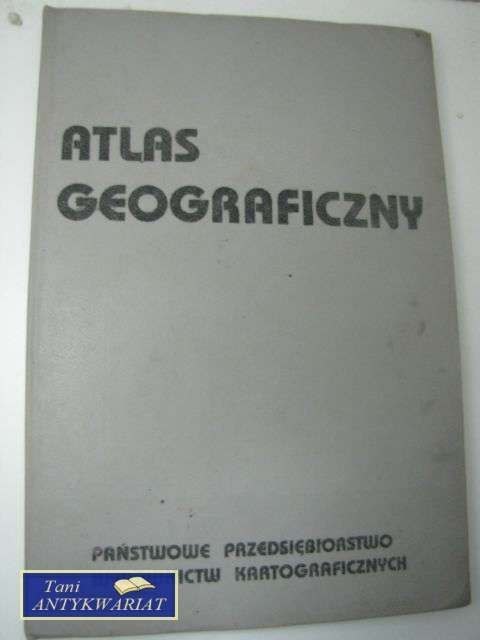 ATLAS
GEOGRAFICZNY
PAŃSTWOWE PRZEDSIĘBIORSTWO
KARTOGRAFICZNYCH
Tani
ANTYKWARIAT